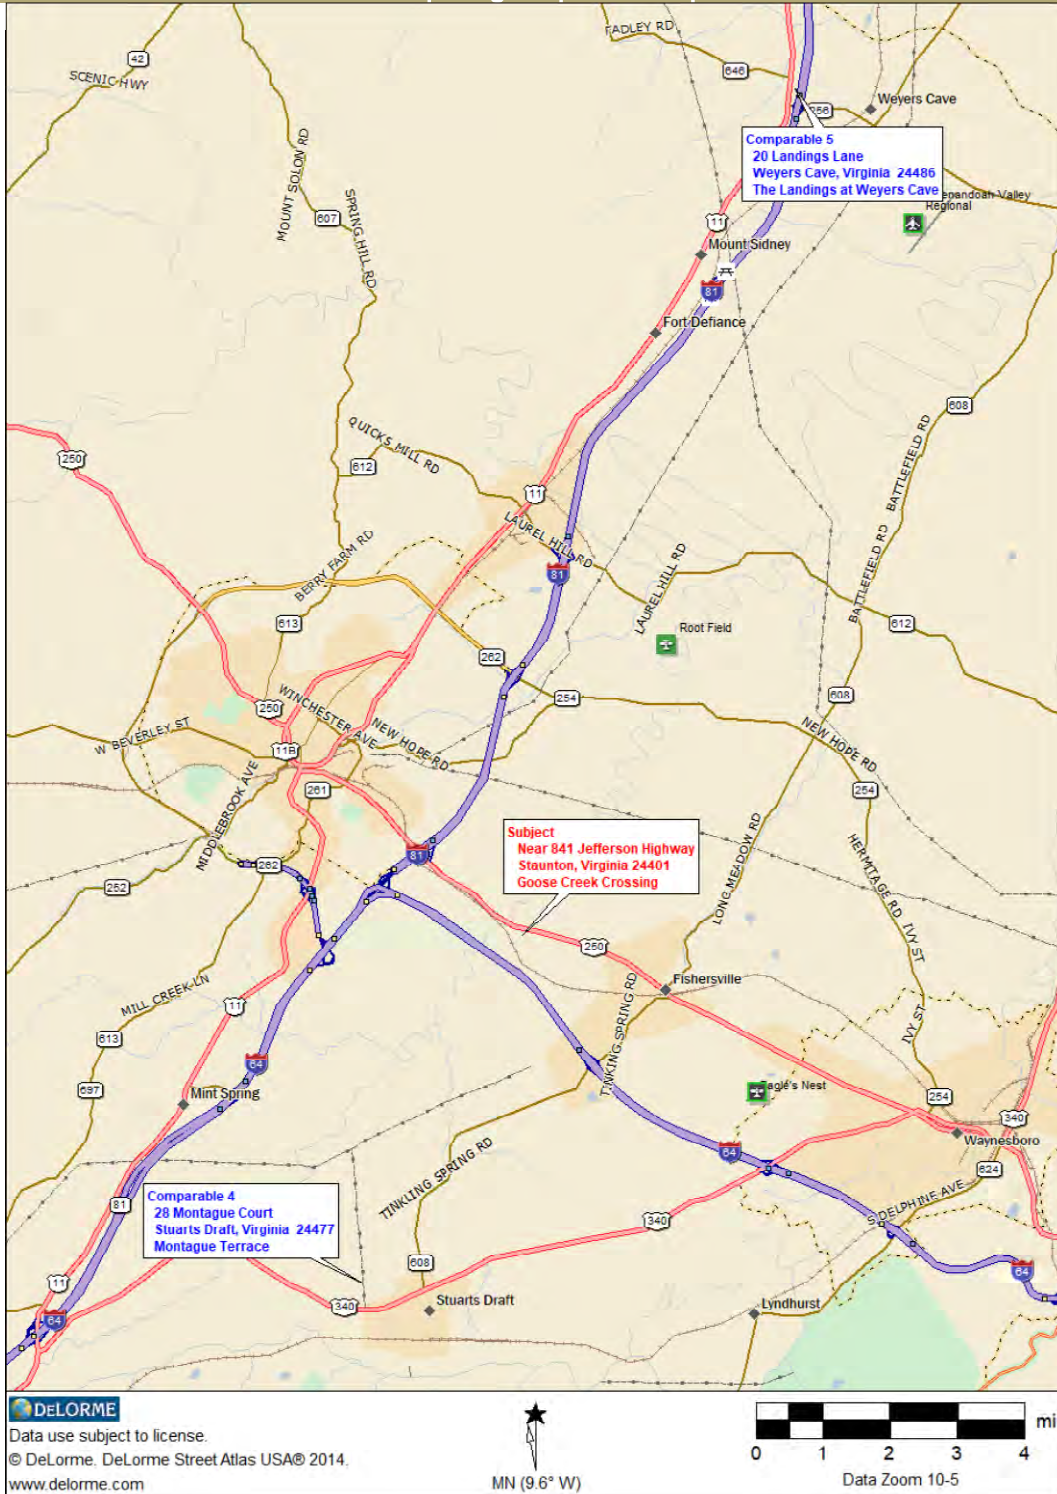 FADLEY RD
42
SCENIC HWY
646
Weyers Cave
256
Comparable 5
20 Landings Lane
Weyers Cave, Virginia 24486
The Landings at Weyers Cave
Valley
Regional
MOUNT SOLON RD
SPRING HILL RD
607
11
Mount Sidney
81
Fort Defiance
608
BATTLEFIELD RD
QUICKS MILL RD
250
612
11
LAUREL HILL RD
BATTLEFIELD RD
BERRY FARM RD
81
LAUREL HILL RD
613
612
Root Field
262
608
254
WINCHESTER AVE
250
NEW HOPE RD
NEW HOPE RD
W BEVERLEY ST
11B
261
254
MIDDLEBROOK AVE
Subject
Near 841 Jefferson Highway
Staunton, Virginia 24401
Goose Creek Crossing
LONG MEADOW RD
HERMITAGE RD
81
262
252
IVY ST
250
Fishersville
MILL CREEK LN
11
TINKING SPRING RD
IVY ST
613
64
697
Mint Spring
Eagle's Nest
254
340
Waynesboro
64
624
TINKLING SPRING RD
S DELPHINE AVE
Comparable 4
28 Montague Court
Stuarts Draft, Virginia 24477
Montague Terrace
81
340
608
64
11
340
Stuarts Draft
Lyndhurst
64
DELORME
Data use subject to license.
© DeLorme. DeLorme Street Atlas USA® 2014.
www.delorme.com
MN (9.6° W)
mi
0 1 2 3 4
Data Zoom 10-5